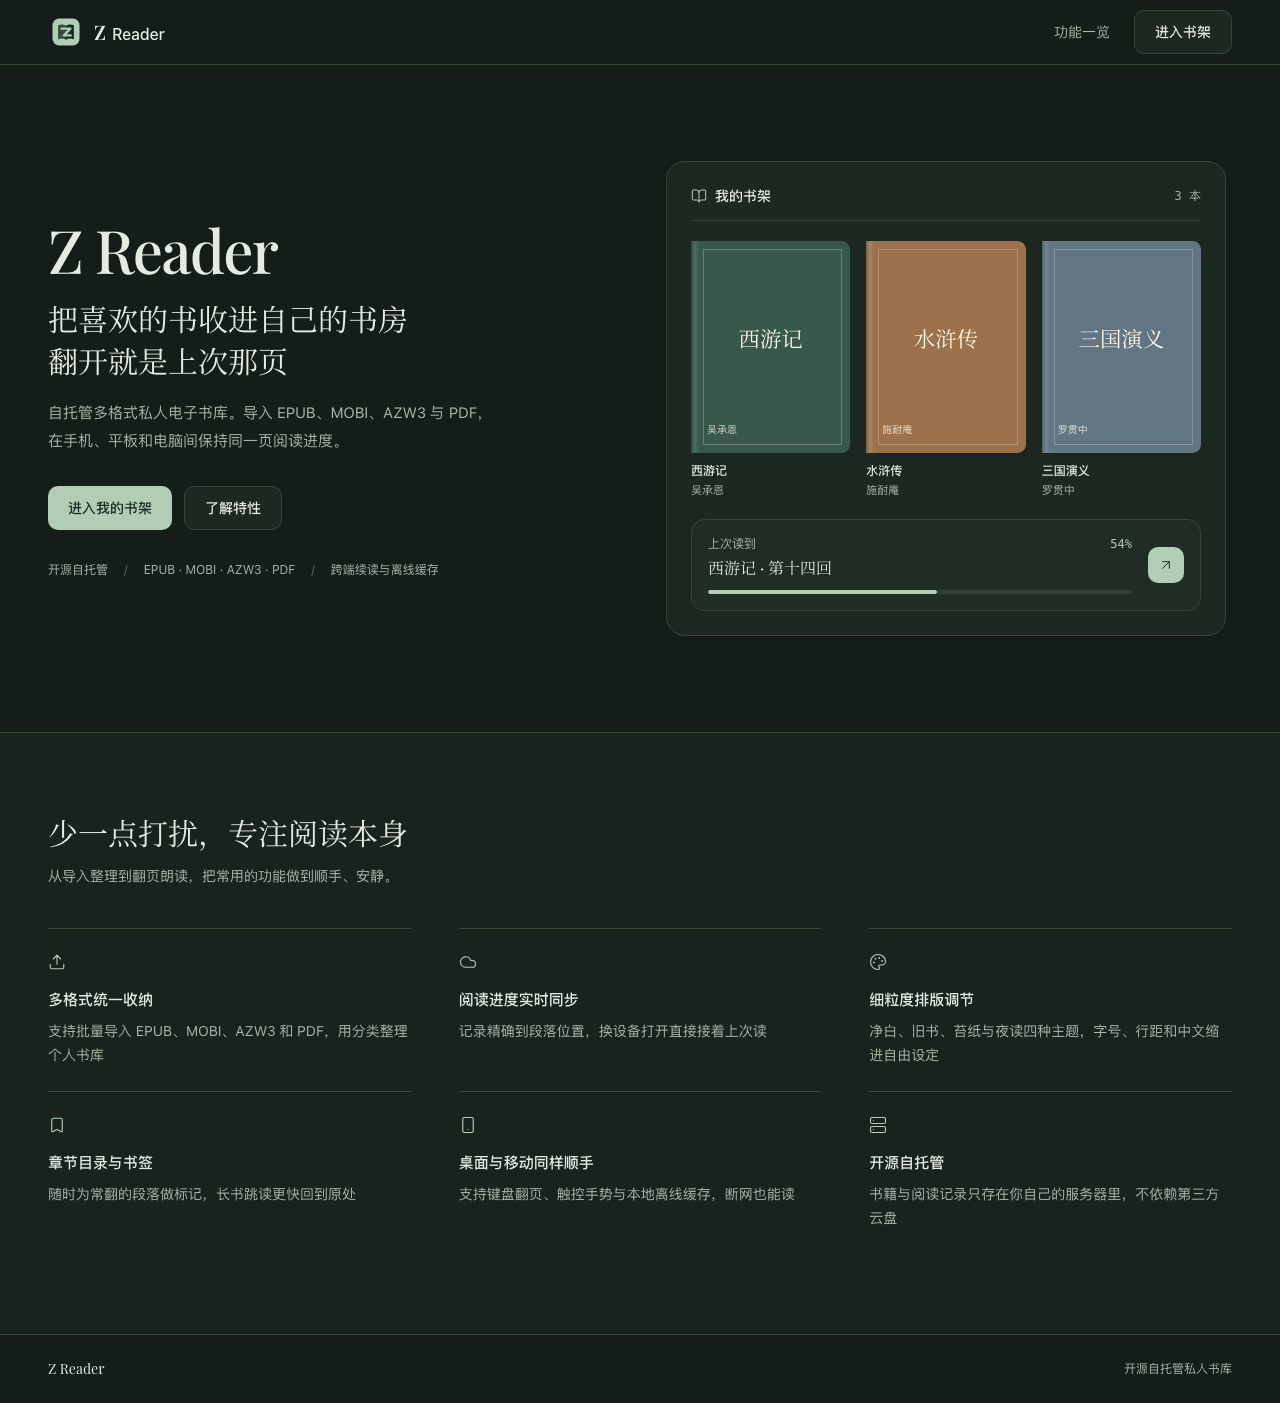 Z Reader
功能一览
进入书架
Z Reader
把喜欢的书收进自己的书房
翻开就是上次那页
自托管多格式私人电子书库。导入 EPUB、MOBI、AZW3 与 PDF,
在手机、平板和电脑间保持同一页阅读进度。
进入我的书架
了解特性
开源自托管 / EPUB · MOBI · AZW3 · PDF / 跨端续读与离线缓存
我的书架
3 本
西游记
吴承恩
水浒传
施耐庵
三国演义
罗贯中
西游记
吴承恩
水浒传
施耐庵
三国演义
罗贯中
上次读到
54%
西游记 · 第十四回
少一点打扰，专注阅读本身
从导入整理到翻页朗读，把常用的功能做到顺手、安静。
多格式统一收纳
支持批量导入 EPUB、MOBI、AZW3 和 PDF，用分类整理
个人书库
阅读进度实时同步
记录精确到段落位置，换设备打开直接接着上次读
细粒度排版调节
净白、旧书、苔纸与夜读四种主题，字号、行距和中文缩
进自由设定
章节目录与书签
随时为常翻的段落做标记，长书跳读更快回到原处
桌面与移动同样顺手
支持键盘翻页、触控手势与本地离线缓存，断网也能读
开源自托管
书籍与阅读记录只存在你自己的服务器里，不依赖第三方
云盘
Z Reader
开源自托管私人书库